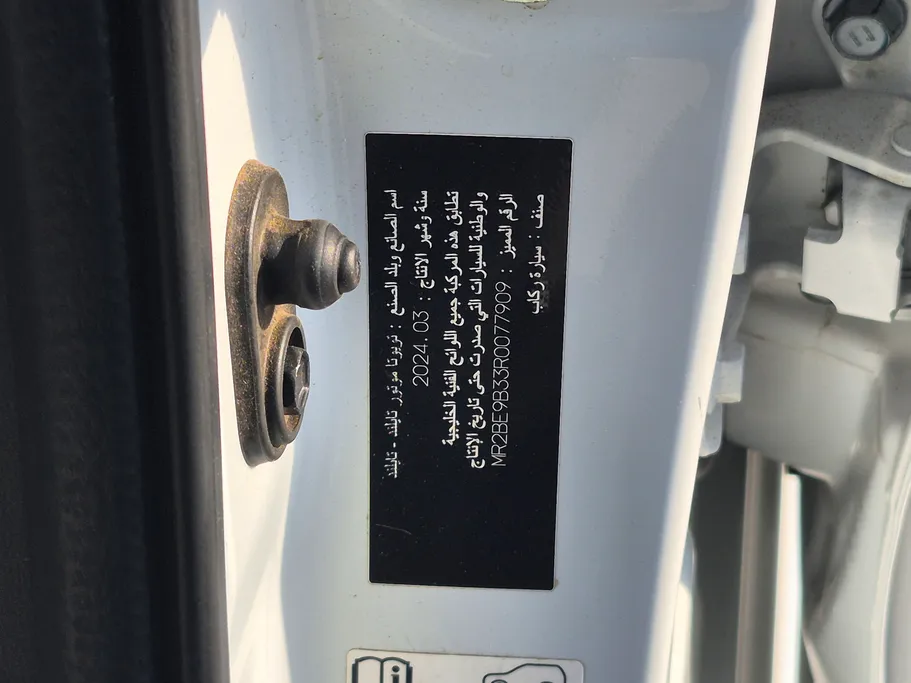 اسم الصانع وبلد الصنع : تويوتا موتور تايلند - تايلند
سنة وشهر الانتاج : 2024.03
تطابق هذه المركبة جميع اللوائح الفنية الخليجية
والوطنية للسيارات التي صدرت حتى تاريخ الإنتاج
الرقم المميز : MR2BE9B33R0077909
صنف : سيارة ركاب
i